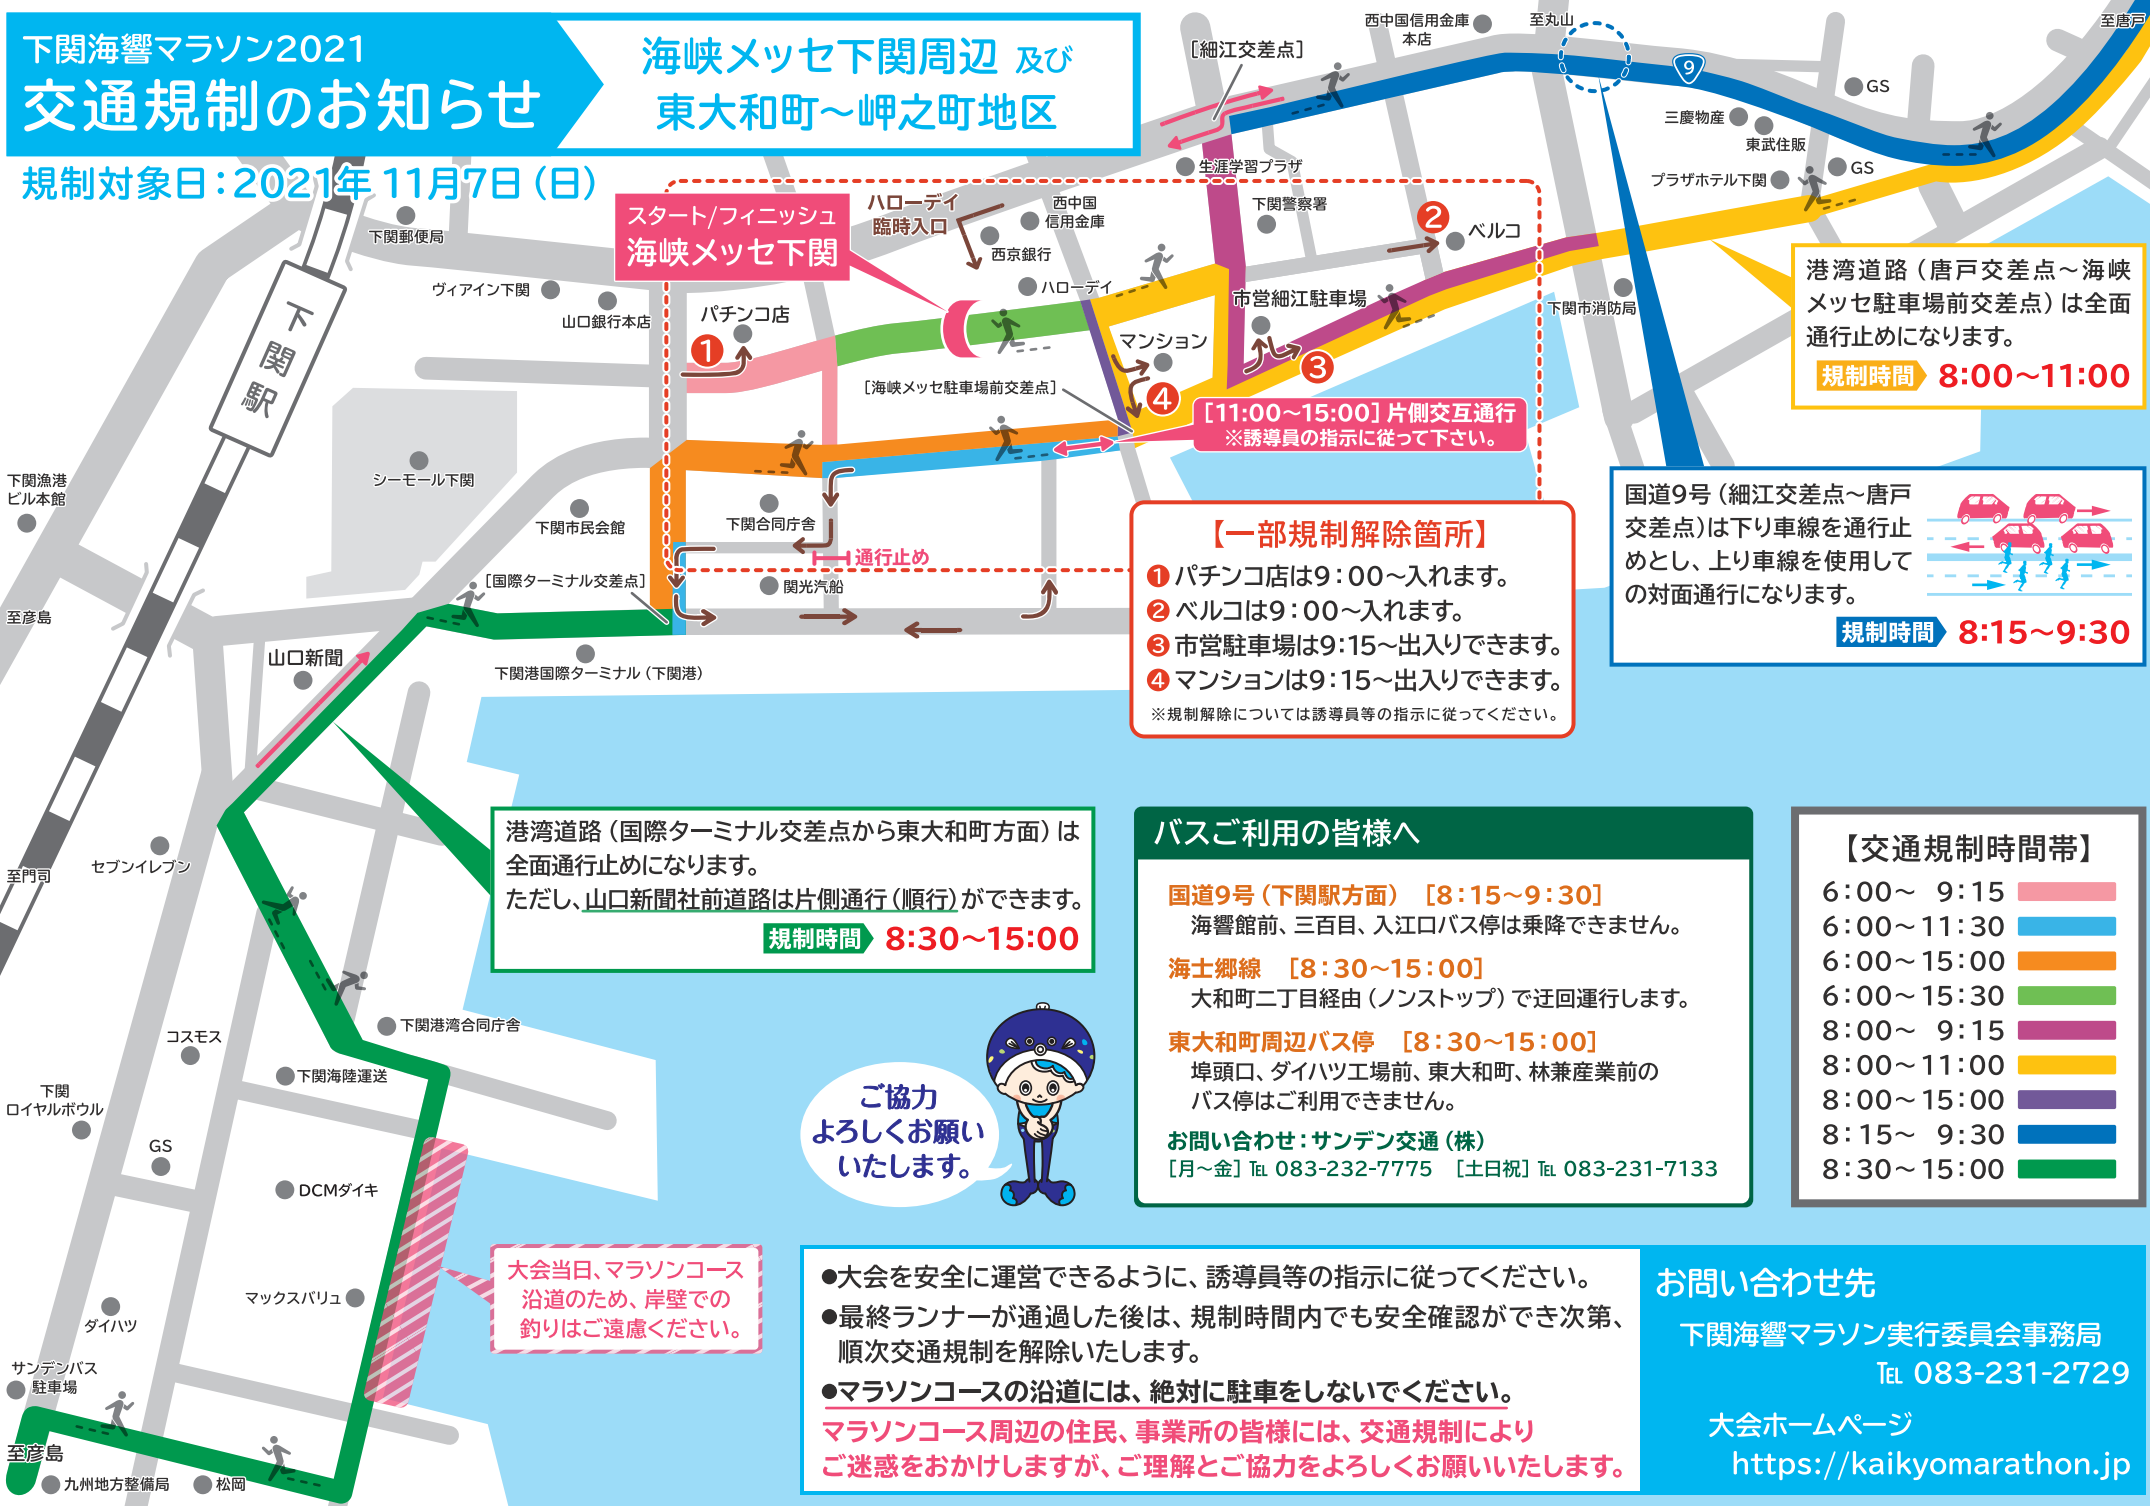 下関海響マラソン2021
交通規制のお知らせ
海峡メッセ下関周辺 及び
東大和町〜岬之町地区
規制対象日：2021年 11月7日（日）
西中国信用金庫
本店
至丸山
至唐戸
［細江交差点］
9
GS
三慶物産
東武住販
GS
プラザホテル下関
生涯学習プラザ
下関警察署
下関郵便局
スタート/フィニッシュ
海峡メッセ下関
ハローデイ
臨時入口
西中国
信用金庫
西京銀行
ハローデイ
2
ベルコ
ヴィアイン下関
山口銀行本店
パチンコ店
1
市営細江駐車場
下関市消防局
マンション
3
4
下関駅
［海峡メッセ駐車場前交差点］
［11:00〜15:00］片側交互通行
※誘導員の指示に従って下さい。
港湾道路（唐戸交差点〜海峡
メッセ駐車場前交差点）は全面
通行止めになります。
規制時間 8:00〜11:00
国道9号（細江交差点〜唐戸
交差点）は下り車線を通行止
めとし、上り車線を使用して
の対面通行になります。
規制時間 8:15〜9:30
下関漁港
ビル本館
シーモール下関
下関市民会館
下関合同庁舎
通行止め
関光汽船
［国際ターミナル交差点］
至彦島
山口新聞
下関港国際ターミナル（下関港）
【一部規制解除箇所】
1 パチンコ店は9：00〜入れます。
2 ベルコは9：00〜入れます。
3 市営駐車場は9：15〜出入りできます。
4 マンションは9：15〜出入りできます。
※規制解除については誘導員等の指示に従ってください。
港湾道路（国際ターミナル交差点から東大和町方面）は
全面通行止めになります。
ただし、山口新聞社前道路は片側通行（順行）ができます。
規制時間 8:30〜15:00
至門司
セブンイレブン
コスモス
下関港湾合同庁舎
下関海陸運送
下関
ロイヤルボウル
GS
DCMダイキ
マックスバリュ
ダイハツ
サンデンバス
駐車場
至彦島
九州地方整備局
松岡
大会当日、マラソンコース
沿道のため、岸壁での
釣りはご遠慮ください。
ご協力
よろしくお願い
いたします。
バスご利用の皆様へ
国道9号（下関駅方面）［8：15〜9：30］
海響館前、三百目、入江口バス停は乗降できません。
海士郷線 ［8：30〜15：00］
大和町二丁目経由（ノンストップ）で迂回運行します。
東大和町周辺バス停 ［8：30〜15：00］
埠頭口、ダイハツ工場前、東大和町、林兼産業前の
バス停はご利用できません。
お問い合わせ：サンデン交通（株）
［月〜金］℡ 083-232-7775 ［土日祝］℡ 083-231-7133
【交通規制時間帯】
6：00〜 9：15
6：00〜11：30
6：00〜15：00
6：00〜15：30
8：00〜 9：15
8：00〜11：00
8：00〜15：00
8：15〜 9：30
8：30〜15：00
●大会を安全に運営できるように、誘導員等の指示に従ってください。
●最終ランナーが通過した後は、規制時間内でも安全確認ができ次第、
順次交通規制を解除いたします。
●マラソンコースの沿道には、絶対に駐車をしないでください。
マラソンコース周辺の住民、事業所の皆様には、交通規制により
ご迷惑をおかけしますが、ご理解とご協力をよろしくお願いいたします。
お問い合わせ先
下関海響マラソン実行委員会事務局
℡ 083-231-2729
大会ホームページ
https://kaikyomarathon.jp